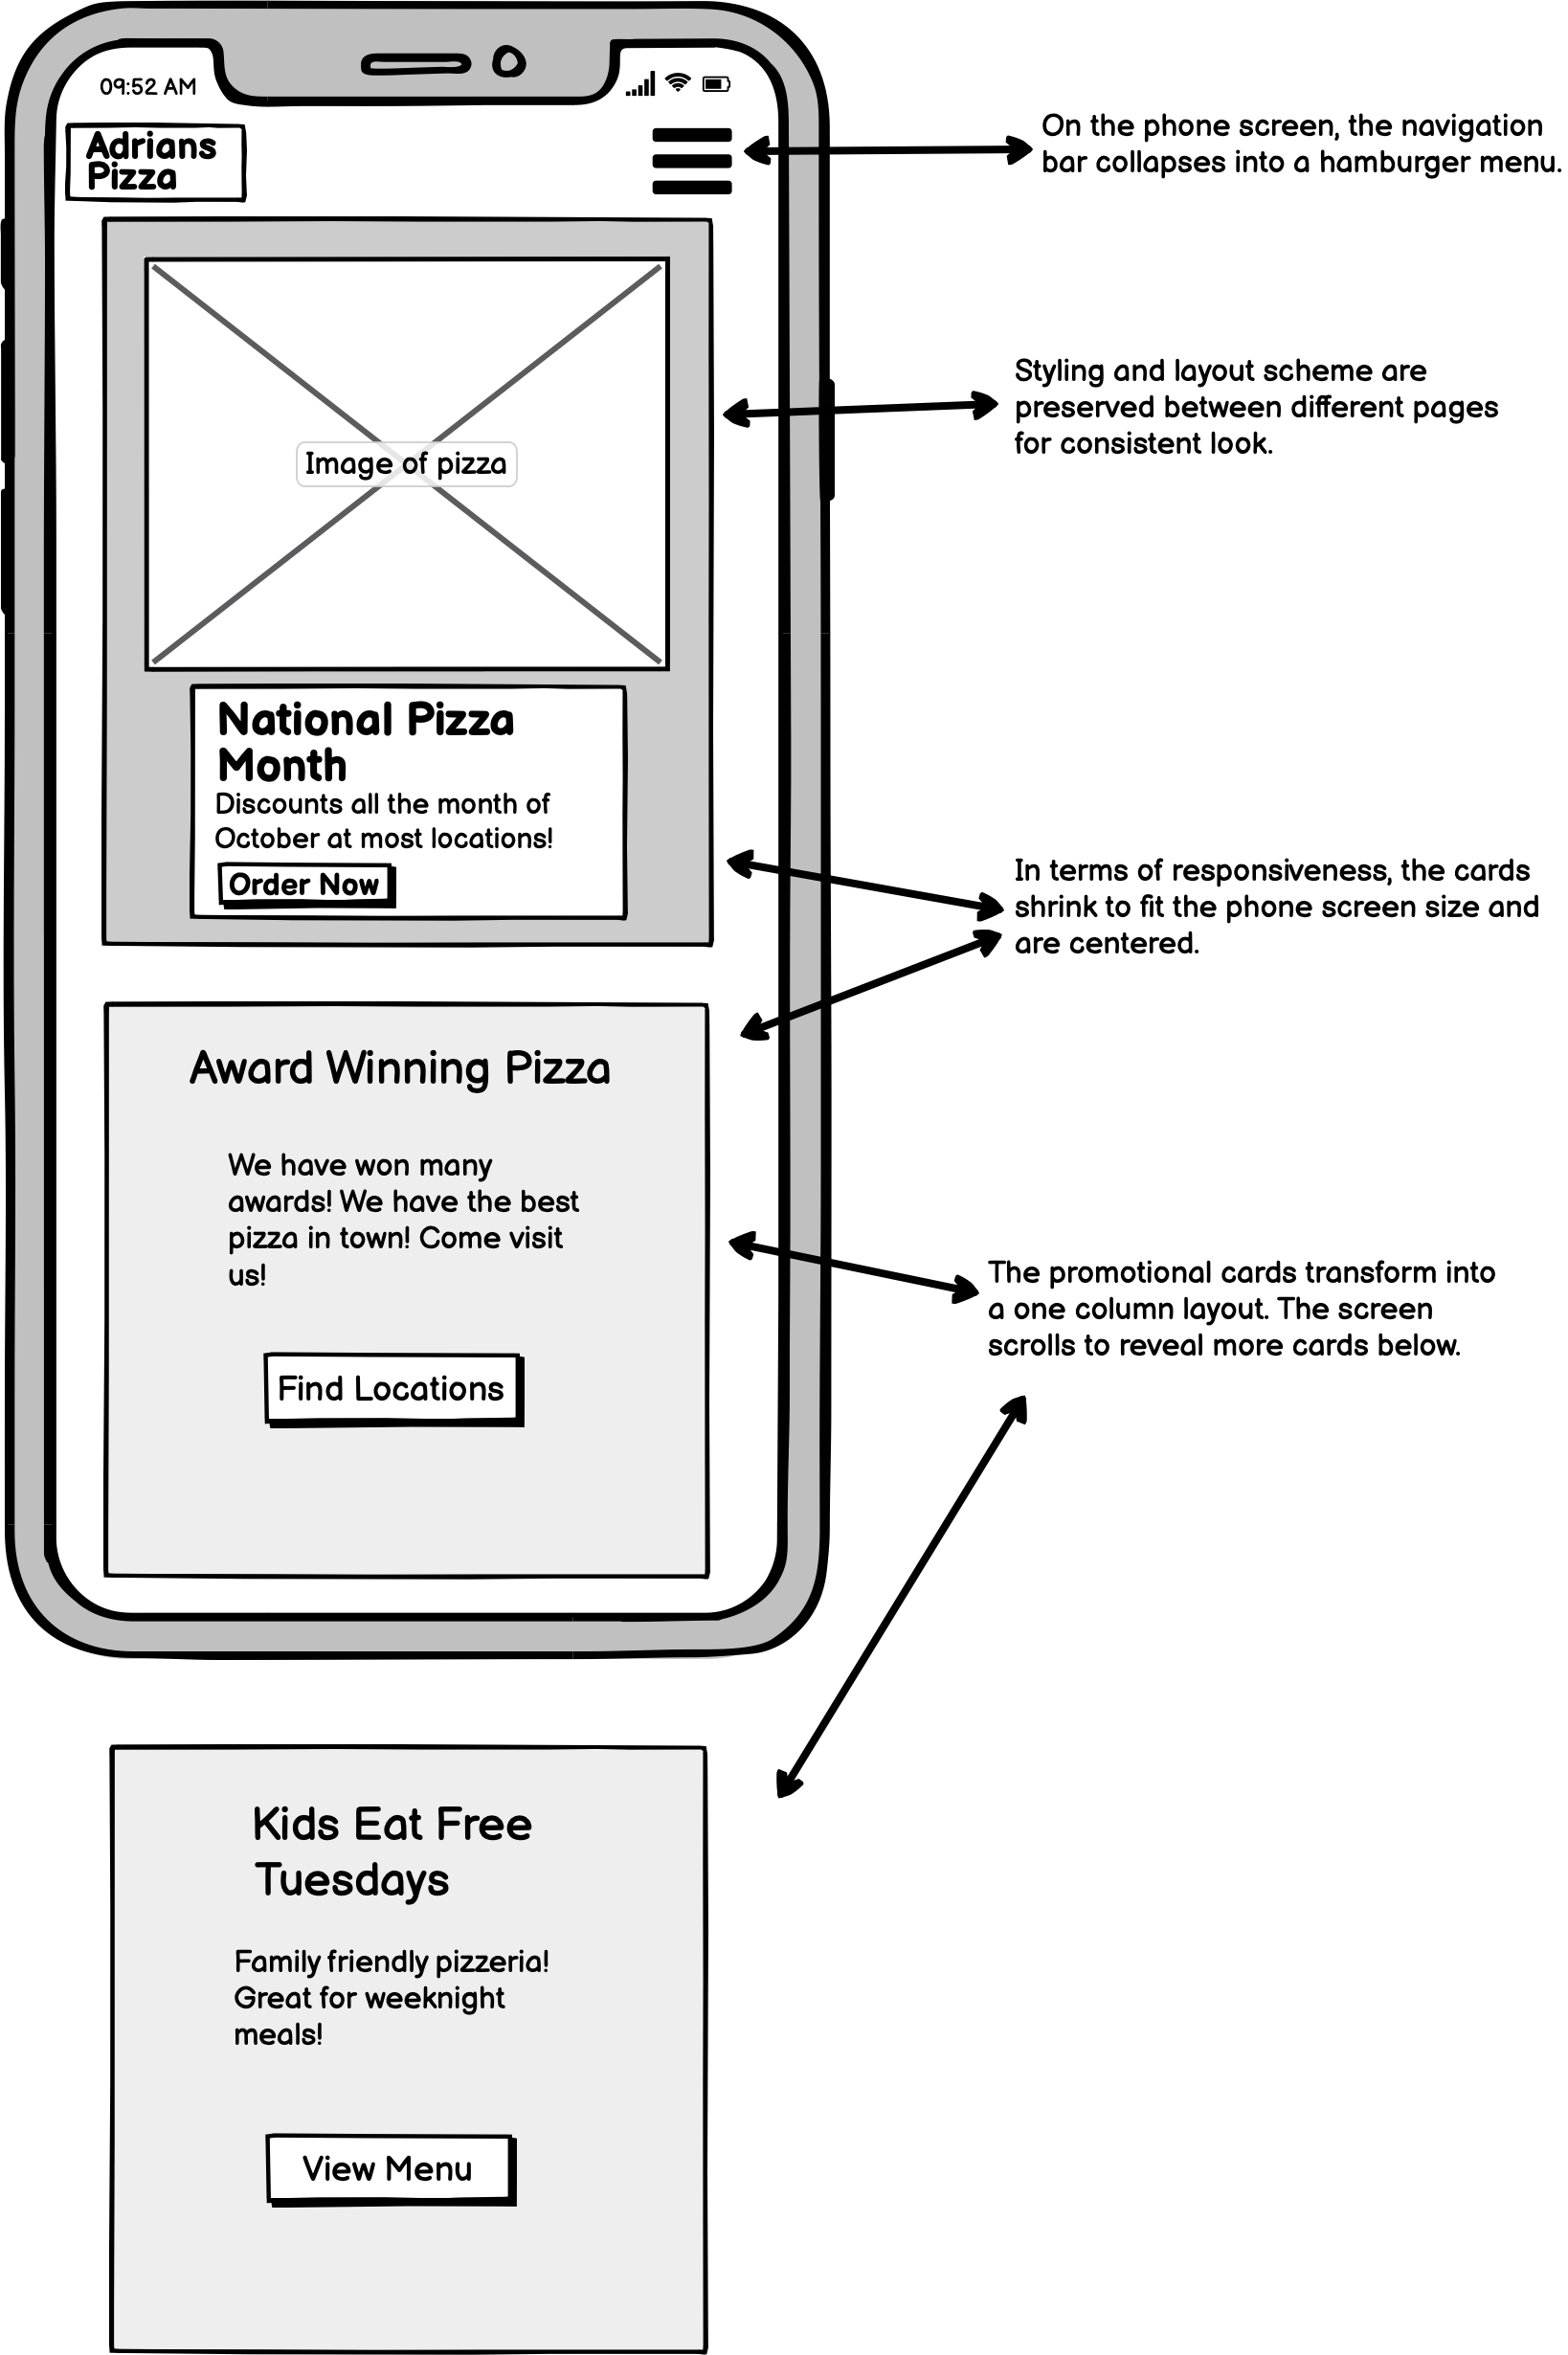 09:52 AM
Adrians
Pizza
On the phone screen, the navigation
bar collapses into a hamburger menu.
Image of pizza
Styling and layout scheme are
preserved between different pages
for consistent look.
National Pizza
Month
Discounts all the month of
October at most locations!
Order Now
In terms of responsiveness, the cards
shrink to fit the phone screen size and
are centered.
Award Winning Pizza
We have won many
awards! We have the best
pizza in town! Come visit
us!
Find Locations
The promotional cards transform into
a one column layout. The screen
scrolls to reveal more cards below.
Kids Eat Free
Tuesdays
Family friendly pizzeria!
Great for weeknight
meals!
View Menu